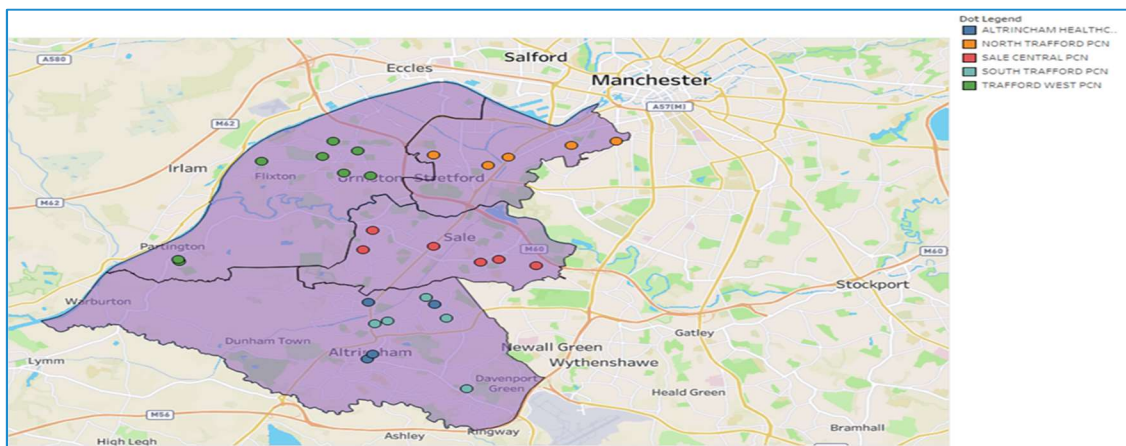 Dot Legend
ALTRINCHAM HEALTHC..
NORTH TRAFFORD PCN
SALE CENTRAL PCN
SOUTH TRAFFORD PCN
TRAFFORD WEST PCN
A580
Eccles
Salford
Manchester
A57(M)
M62
Irlam
Flixton
Urmston
Stretford
M62
Partington
Sale
M60
M60
Stockport
Warburton
Dunham Town
Gatley
Lymm
Altrincham
Newall Green
Wythenshawe
Davenport
Green
Heald Green
M56
High Legh
Ashley
Ringway
Bramhall